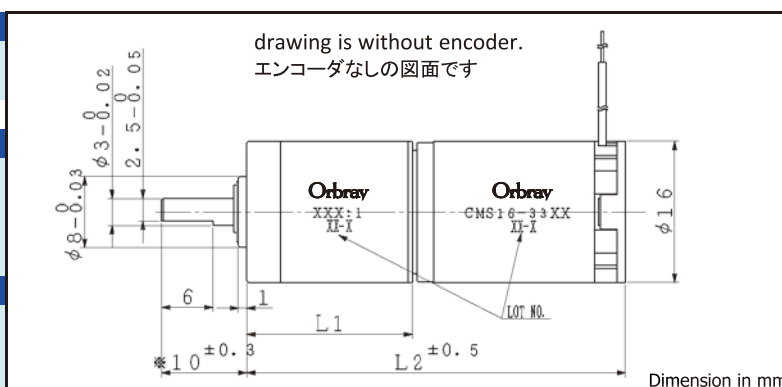 drawing is without encoder.
エンコーダなしの図面です
φ8-0.03 0
φ3-0.02 0
2.5-0.05 0
Orbray
XXX:1
XX-X
Orbray
CMS16-33XX
XX-X
φ16
LOT NO.
6
1
L1
※10 ±0.3
L2 ±0.5
Dimension in mm